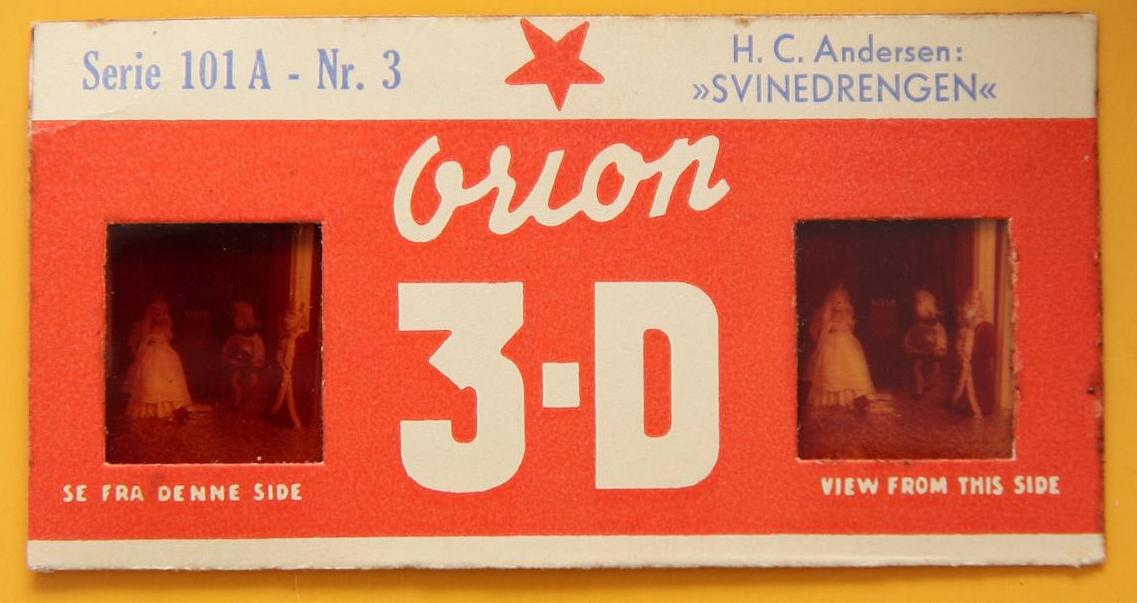 Serie 101 A - Nr. 3
H. C. Andersen:
»SVINEDRENGEN«
Orion
3-D
SE FRA DENNE SIDE
VIEW FROM THIS SIDE